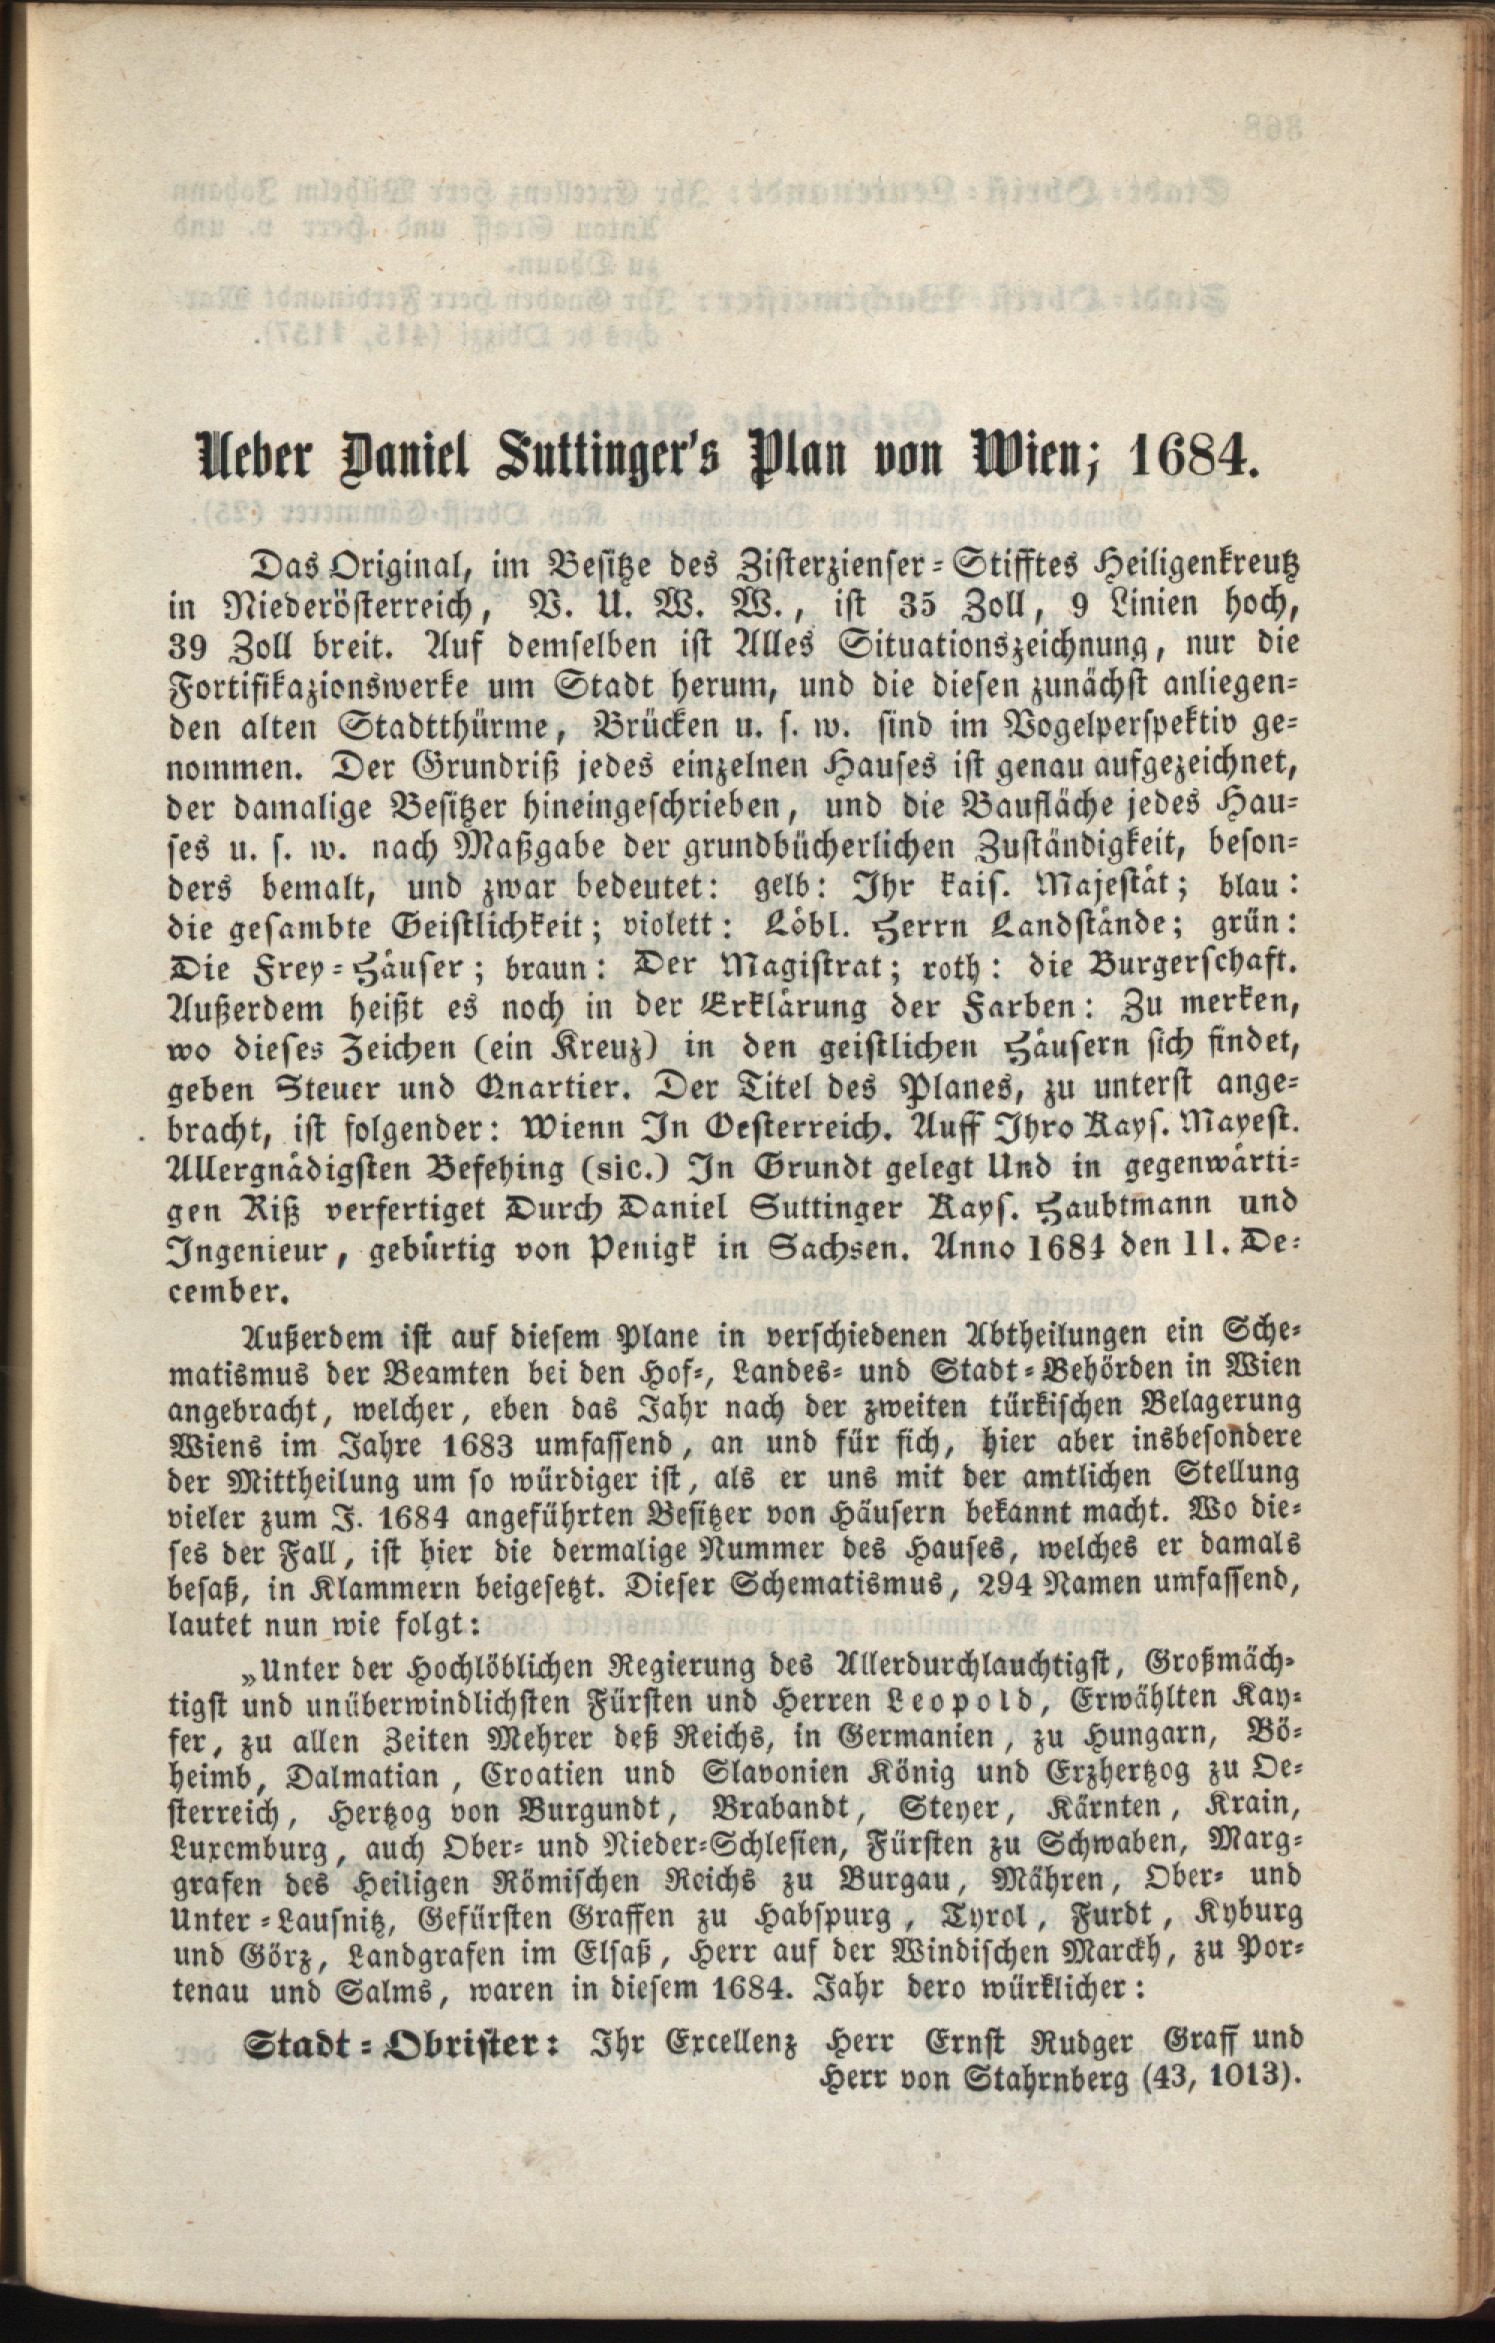 Ueber Daniel Suttinger's Plan von Wien; 1684.
Das Original, im Besitze des Zisterzienser-Stifftes Heiligenkreutz
in Niederösterreich, V. U. W. W., ist 35 Zoll, 9 Linien hoch,
39 Zoll breit. Auf demselben ist Alles Situationszeichnung, nur die
Fortifikazionswerke um Stadt herum, und die diesen zunächst anliegen-
den alten Stadtthürme, Brücken u. s. w. sind im Vogelperspektiv ge-
nommen. Der Grundriß jedes einzelnen Hauses ist genau aufgezeichnet,
der damalige Besitzer hineingeschrieben, und die Baufläche jedes Hau-
ses u. s. w. nach Maßgabe der grundbücherlichen Zuständigkeit, beson-
ders bemalt, und zwar bedeutet: gelb: Ihr kais. Majestät; blau:
die gesambte Geistlichkeit; violett: Löbl. Herrn Landstände; grün:
Die Frey-Häuser; braun: Der Magistrat; roth: die Burgerschaft.
Außerdem heißt es noch in der Erklärung der Farben: Zu merken,
wo dieses Zeichen (ein Kreuz) in den geistlichen Häusern sich findet,
geben Steuer und Qnartier. Der Titel des Planes, zu unterst ange-
bracht, ist folgender: Wienn In Oesterreich. Auff Ihro Kays. Mayest.
Allergnädigsten Befehing (sic.) In Grundt gelegt Und in gegenwärti-
gen Riß verfertiget Durch Daniel Suttinger Kays. Haubtmann und
Ingenieur, gebürtig von Penigk in Sachsen. Anno 1684 den 11. De-
cember.
Außerdem ist auf diesem Plane in verschiedenen Abtheilungen ein Sche-
matismus der Beamten bei den Hof-, Landes- und Stadt-Behörden in Wien
angebracht, welcher, eben das Jahr nach der zweiten türkischen Belagerung
Wiens im Jahre 1683 umfassend, an und für sich, hier aber insbesondere
der Mittheilung um so würdiger ist, als er uns mit der amtlichen Stellung
vieler zum J. 1684 angeführten Besitzer von Häusern bekannt macht. Wo die-
ses der Fall, ist hier die dermalige Nummer des Hauses, welches er damals
besaß, in Klammern beigesetzt. Dieser Schematismus, 294 Namen umfassend,
lautet nun wie folgt:
„Unter der Hochlöblichen Regierung des Allerdurchlauchtigst, Großmäch-
tigst und unüberwindlichsten Fürsten und Herren Leopold, Erwählten Kay-
ser, zu allen Zeiten Mehrer deß Reichs, in Germanien, zu Hungarn, Bö-
heimb, Dalmatian, Croatien und Slavonien König und Erzhertzog zu Oe-
sterreich, Hertzog von Burgundt, Brabandt, Steyer, Kärnten, Krain,
Luxemburg, auch Ober- und Nieder-Schlesien, Fürsten zu Schwaben, Marg-
grafen des Heiligen Römischen Reichs zu Burgau, Mähren, Ober- und
Unter-Lausnitz, Gefürsten Graffen zu Habspurg, Tyrol, Furdt, Kyburg
und Görz, Landgrafen im Elsaß, Herr auf der Windischen Marckh, zu Por-
tenau und Salms, waren in diesem 1684. Jahr dero würklicher:
Stadt-Obrister: Ihr Excellenz Herr Ernst Rudger Graff und
Herr von Stahrnberg (43, 1013).